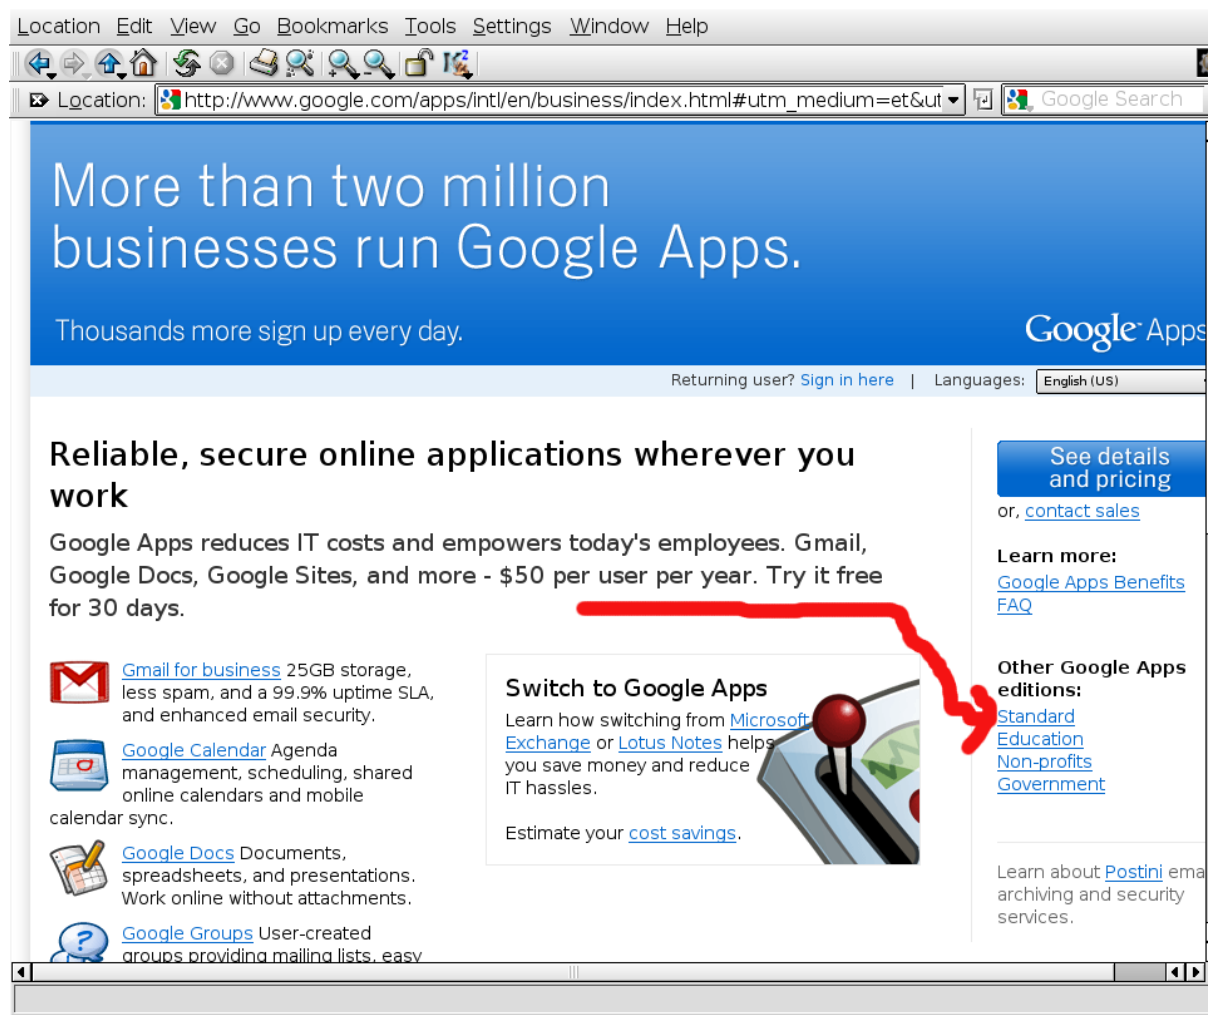 Location Edit View Go Bookmarks Tools Settings Window Help
Location: http://www.google.com/apps/intl/en/business/index.html#utm_medium=et&ut Google Search
More than two million
businesses run Google Apps.
Thousands more sign up every day.
Google Apps
Returning user? Sign in here | Languages: English (US)
Reliable, secure online applications wherever you
work
Google Apps reduces IT costs and empowers today's employees. Gmail,
Google Docs, Google Sites, and more - $50 per user per year. Try it free
for 30 days.
Gmail for business 25GB storage,
less spam, and a 99.9% uptime SLA,
and enhanced email security.
Google Calendar Agenda
management, scheduling, shared
online calendars and mobile
calendar sync.
Google Docs Documents,
spreadsheets, and presentations.
Work online without attachments.
Google Groups User-created
groups providing mailing lists, easy
Switch to Google Apps
Learn how switching from Microsoft
Exchange or Lotus Notes helps
you save money and reduce
IT hassles.
Estimate your cost savings.
See details
and pricing
or, contact sales
Learn more:
Google Apps Benefits
FAQ
Other Google Apps
editions:
Standard
Education
Non-profits
Government
Learn about Postini ema
archiving and security
services.